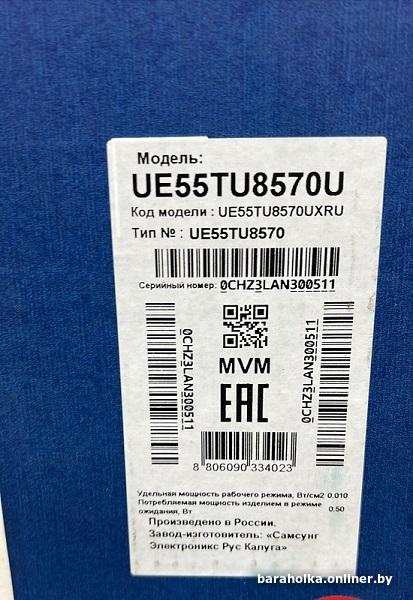 Модель:
UE55TU8570U
Код модели : UE55TU8570UXRU
Тип № : UE55TU8570
Серийный номер: 0CHZ3LAN300511
0CHZ3LAN300511
0CHZ3LAN300511
MVM
EAC
8 806090 334023
Удельная мощность рабочего режима, Вт/см2 0.010
Потребляемая мощность изделием в режиме
ожидания, Вт 0.50
Произведено в России.
Завод-изготовитель: «Самсунг
Электроникс Рус Калуга»
baraholka.onliner.by